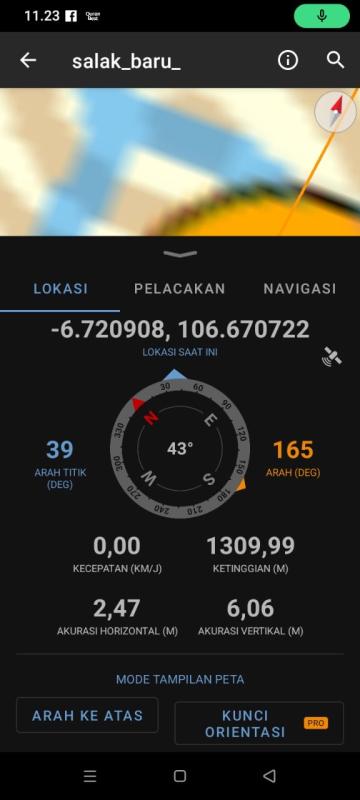 11.23
Quran
Best
salak_baru_
LOKASI PELACAKAN NAVIGASI
-6.720908, 106.670722
LOKASI SAAT INI
30 60 90 120 150 180 210 240 270 300 330
N E S W
43°
39
ARAH TITIK
(DEG)
165
ARAH (DEG)
0,00 1309,99
KECEPATAN (KM/J) KETINGGIAN (M)
2,47 6,06
AKURASI HORIZONTAL (M) AKURASI VERTIKAL (M)
MODE TAMPILAN PETA
ARAH KE ATAS
KUNCI
ORIENTASI PRO